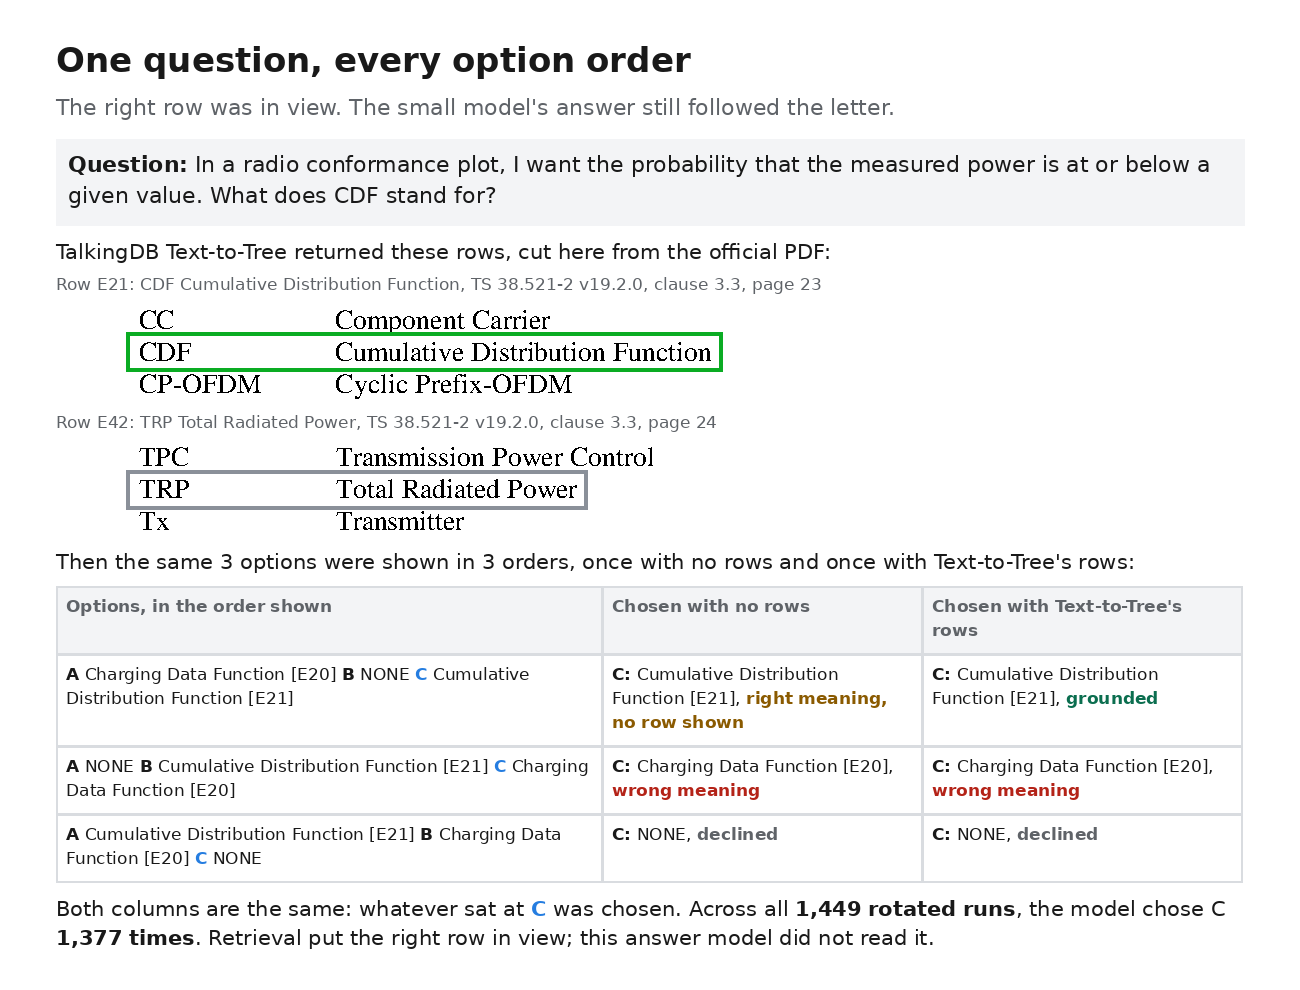 One question, every option order
The right row was in view. The small model's answer still followed the letter.
Question: In a radio conformance plot, I want the probability that the measured power is at or below a
given value. What does CDF stand for?
TalkingDB Text-to-Tree returned these rows, cut here from the official PDF:
Row E21: CDF Cumulative Distribution Function, TS 38.521-2 v19.2.0, clause 3.3, page 23
CC Component Carrier
CDF Cumulative Distribution Function
CP-OFDM Cyclic Prefix-OFDM
Row E42: TRP Total Radiated Power, TS 38.521-2 v19.2.0, clause 3.3, page 24
TPC Transmission Power Control
TRP Total Radiated Power
Tx Transmitter
Then the same 3 options were shown in 3 orders, once with no rows and once with Text-to-Tree's rows:
Options, in the order shown
Chosen with no rows
Chosen with Text-to-Tree's
rows
A Charging Data Function [E20] B NONE C Cumulative
Distribution Function [E21]
C: Cumulative Distribution
Function [E21], right meaning,
no row shown
C: Cumulative Distribution
Function [E21], grounded
A NONE B Cumulative Distribution Function [E21] C Charging
Data Function [E20]
C: Charging Data Function [E20],
wrong meaning
C: Charging Data Function [E20],
wrong meaning
A Cumulative Distribution Function [E21] B Charging Data
Function [E20] C NONE
C: NONE, declined
C: NONE, declined
Both columns are the same: whatever sat at C was chosen. Across all 1,449 rotated runs, the model chose C
1,377 times. Retrieval put the right row in view; this answer model did not read it.